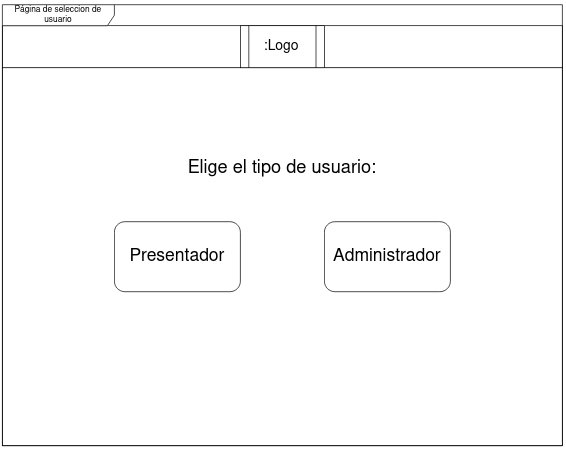 Página de seleccion de
usuario
:Logo
Elige el tipo de usuario:
Presentador
Administrador